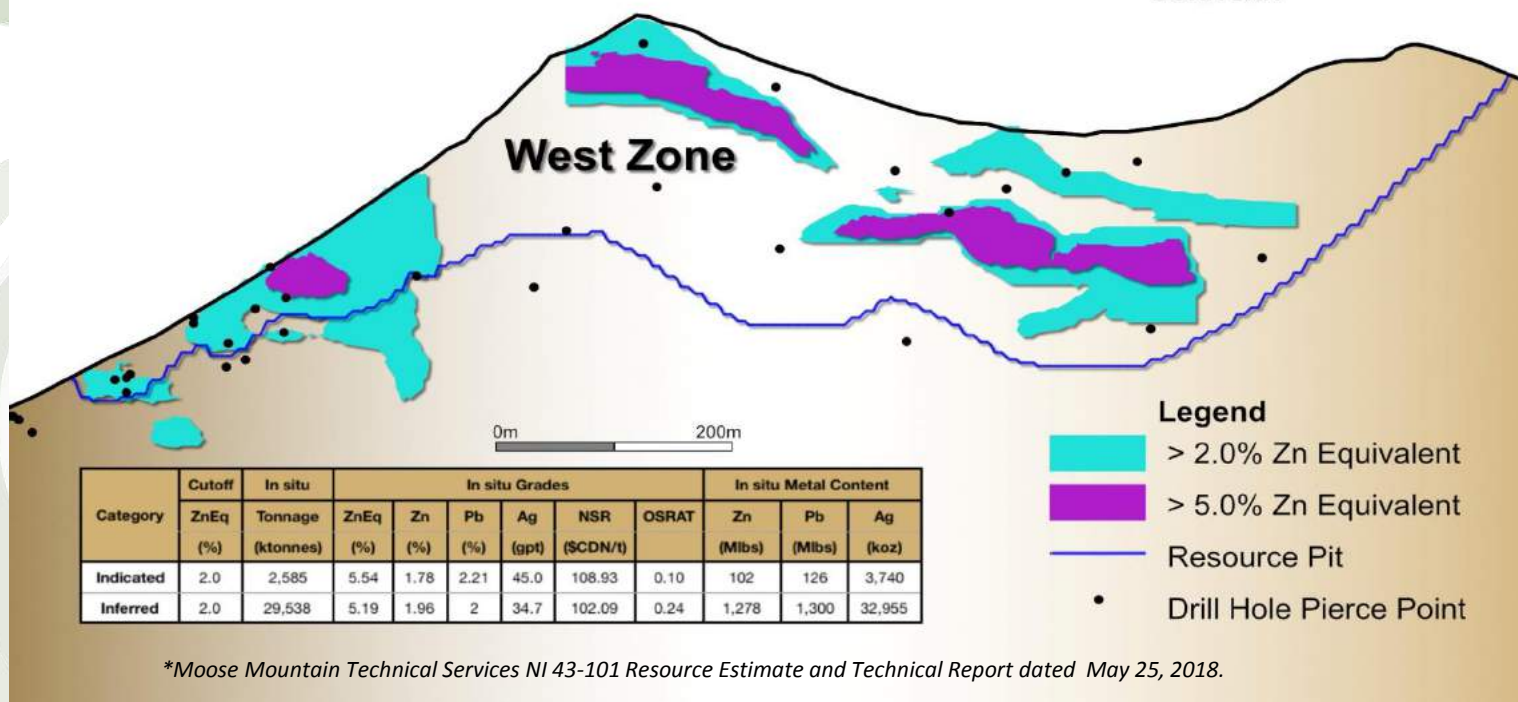 West Zone
0m 200m
Legend
> 2.0% Zn Equivalent
> 5.0% Zn Equivalent
Resource Pit
Drill Hole Pierce Point
Category Cutoff In situ In situ Grades In situ Metal Content
ZnEq Tonnage ZnEq Zn Pb Ag NSR OSRAT Zn Pb Ag
(%) (ktonnes) (%) (%) (%) (gpt) ($CDN/t) (Mlbs) (Mlbs) (koz)
Indicated 2.0 2,585 5.54 1.78 2.21 45.0 108.93 0.10 102 126 3,740
Inferred 2.0 29,538 5.19 1.96 2 34.7 102.09 0.24 1,278 1,300 32,955
*Moose Mountain Technical Services NI 43-101 Resource Estimate and Technical Report dated May 25, 2018.